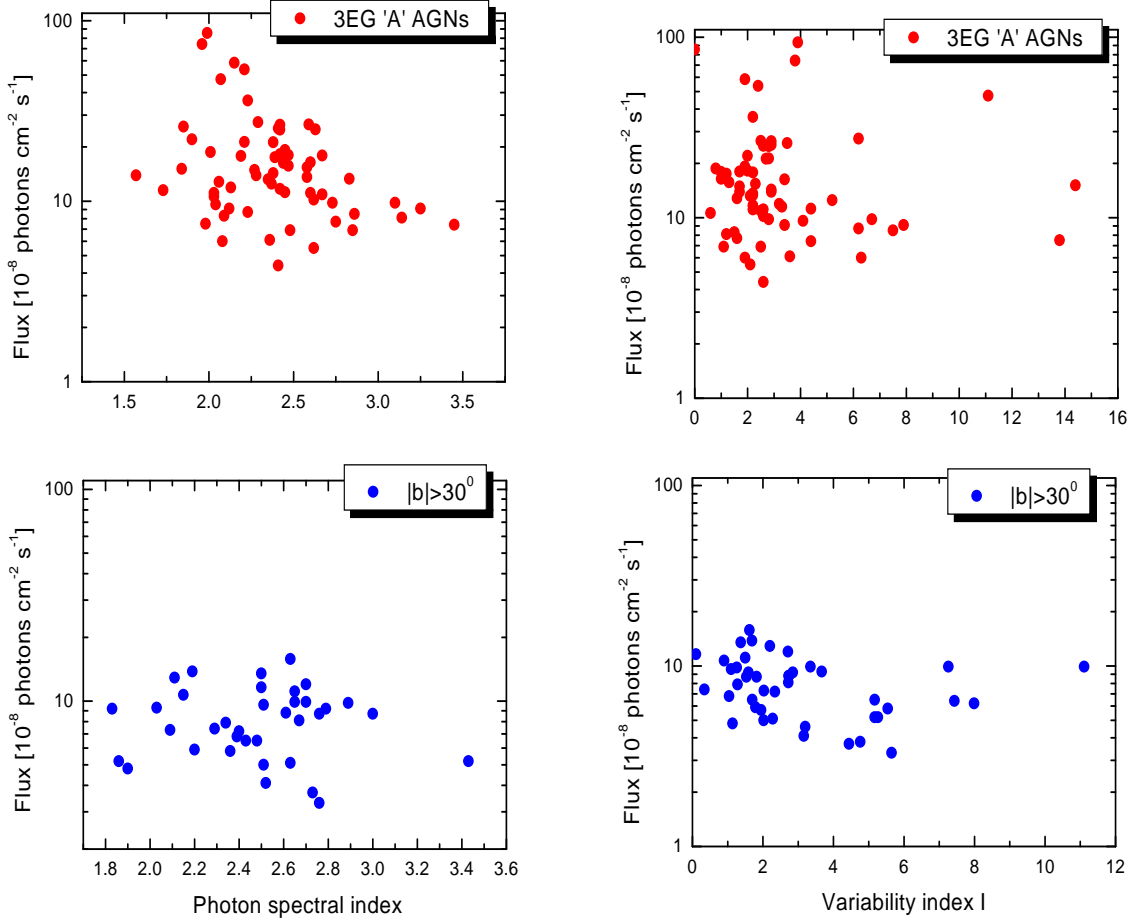 3EG 'A' AGNs
100
10
1
Flux [10⁻⁸ photons cm⁻² s⁻¹]
1.5 2.0 2.5 3.0 3.5
3EG 'A' AGNs
100
10
1
Flux [10⁻⁸ photons cm⁻² s⁻¹]
0 2 4 6 8 10 12 14 16
|b|>30⁰
100
10
Flux [10⁻⁸ photons cm⁻² s⁻¹]
1.8 2.0 2.2 2.4 2.6 2.8 3.0 3.2 3.4 3.6
Photon spectral index
|b|>30⁰
100
10
1
Flux [10⁻⁸ photons cm⁻² s⁻¹]
0 2 4 6 8 10 12
Variability index I